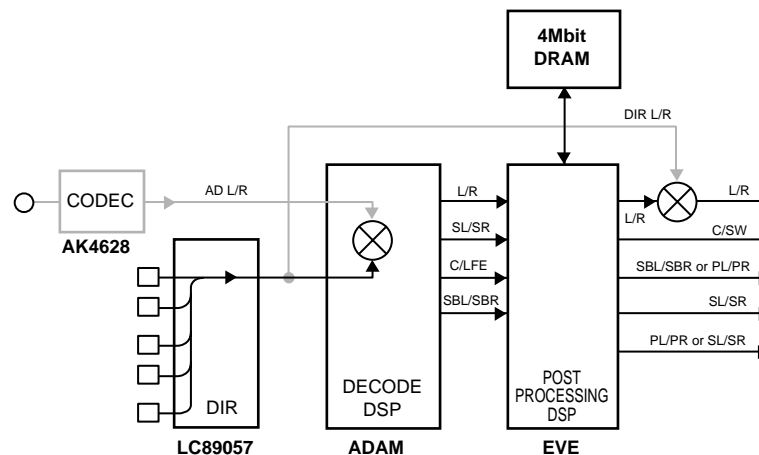 4Mbit
DRAM
DIR L/R
CODEC
AD L/R
AK4628
L/R
SL/SR
C/LFE
SBL/SBR
L/R
L/R
C/SW
SBL/SBR or PL/PR
SL/SR
PL/PR or SL/SR
DIR
LC89057
DECODE
DSP
ADAM
POST
PROCESSING
DSP
EVE